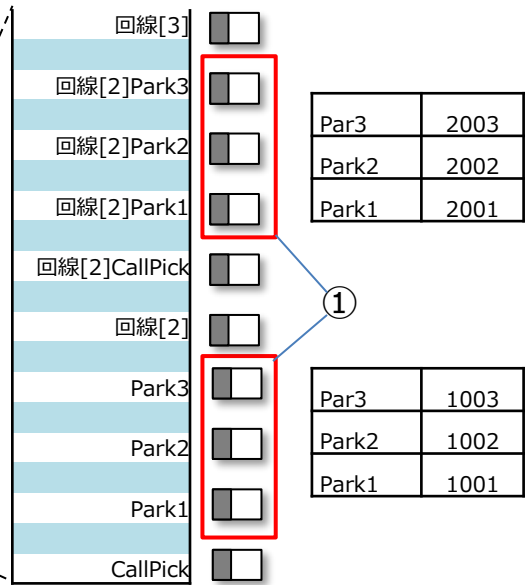 回線[3]
回線[2]Park3
回線[2]Park2
回線[2]Park1
回線[2]CallPick
回線[2]
Park3
Park2
Park1
CallPick
①
Par3 2003
Park2 2002
Park1 2001
Par3 1003
Park2 1002
Park1 1001